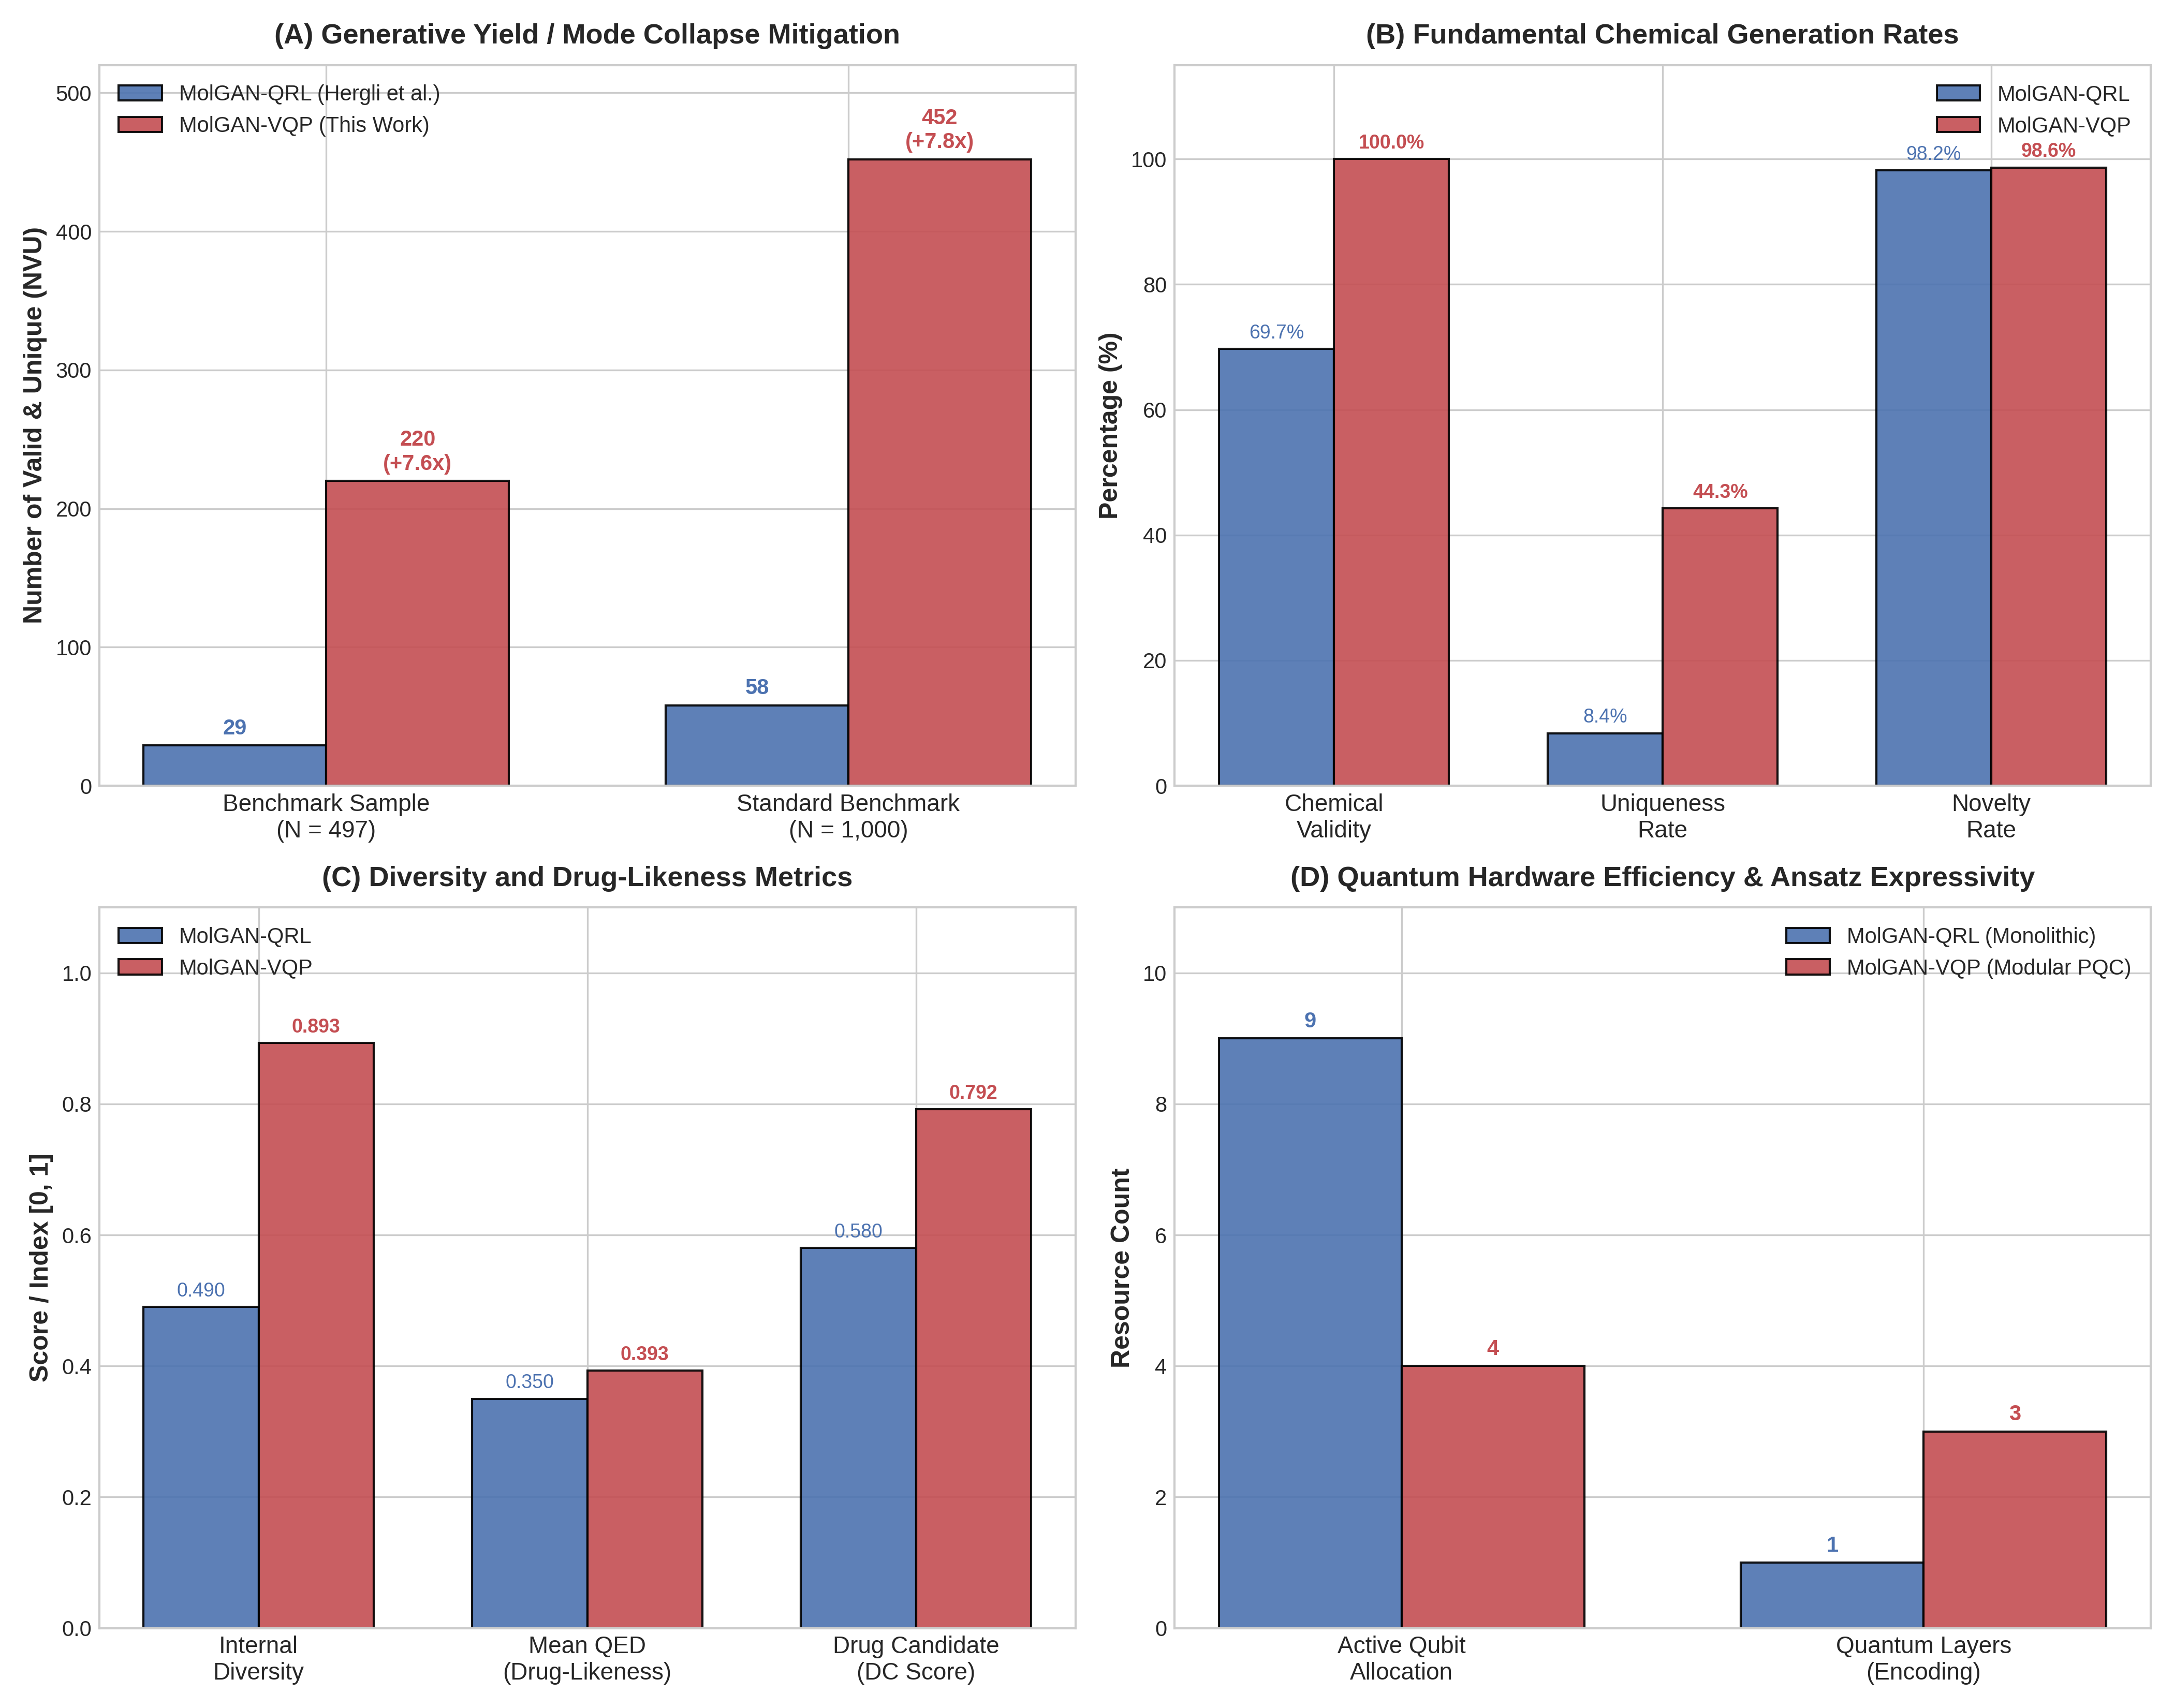 (A) Generative Yield / Mode Collapse Mitigation
Number of Valid & Unique (NVU)
500
400
300
200
100
0
MolGAN-QRL (Hergli et al.)
MolGAN-VQP (This Work)
29
220
(+7.6x)
58
452
(+7.8x)
Benchmark Sample
(N = 497)
Standard Benchmark
(N = 1,000)
(B) Fundamental Chemical Generation Rates
Percentage (%)
100
80
60
40
20
0
MolGAN-QRL
MolGAN-VQP
69.7%
100.0%
8.4%
44.3%
98.2%
98.6%
Chemical
Validity
Uniqueness
Rate
Novelty
Rate
(C) Diversity and Drug-Likeness Metrics
Score / Index [0, 1]
1.0
0.8
0.6
0.4
0.2
0.0
MolGAN-QRL
MolGAN-VQP
0.490
0.893
0.350
0.393
0.580
0.792
Internal
Diversity
Mean QED
(Drug-Likeness)
Drug Candidate
(DC Score)
(D) Quantum Hardware Efficiency & Ansatz Expressivity
Resource Count
10
8
6
4
2
0
MolGAN-QRL (Monolithic)
MolGAN-VQP (Modular PQC)
9
4
1
3
Active Qubit
Allocation
Quantum Layers
(Encoding)